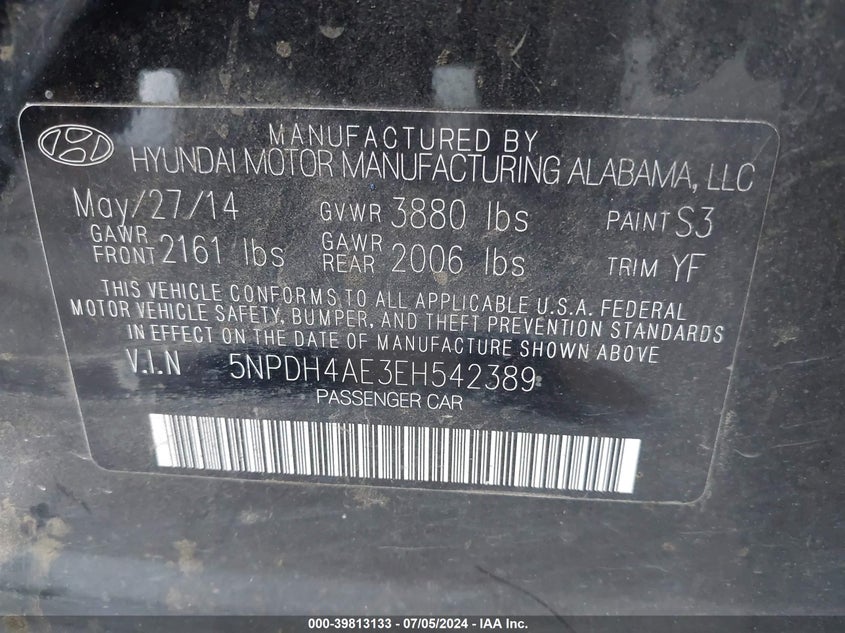 MANUFACTURED BY
HYUNDAI MOTOR MANUFACTURING ALABAMA, LLC
May/27/14 GVWR 3880 lbs PAINT S3
GAWR FRONT 2161 lbs GAWR REAR 2006 lbs TRIM YF
THIS VEHICLE CONFORMS TO ALL APPLICABLE U.S.A. FEDERAL
MOTOR VEHICLE SAFETY, BUMPER, AND THEFT PREVENTION STANDARDS
IN EFFECT ON THE DATE OF MANUFACTURE SHOWN ABOVE
V.I.N 5NPDH4AE3EH542389
PASSENGER CAR
000-39813133 - 07/05/2024 - IAA Inc.